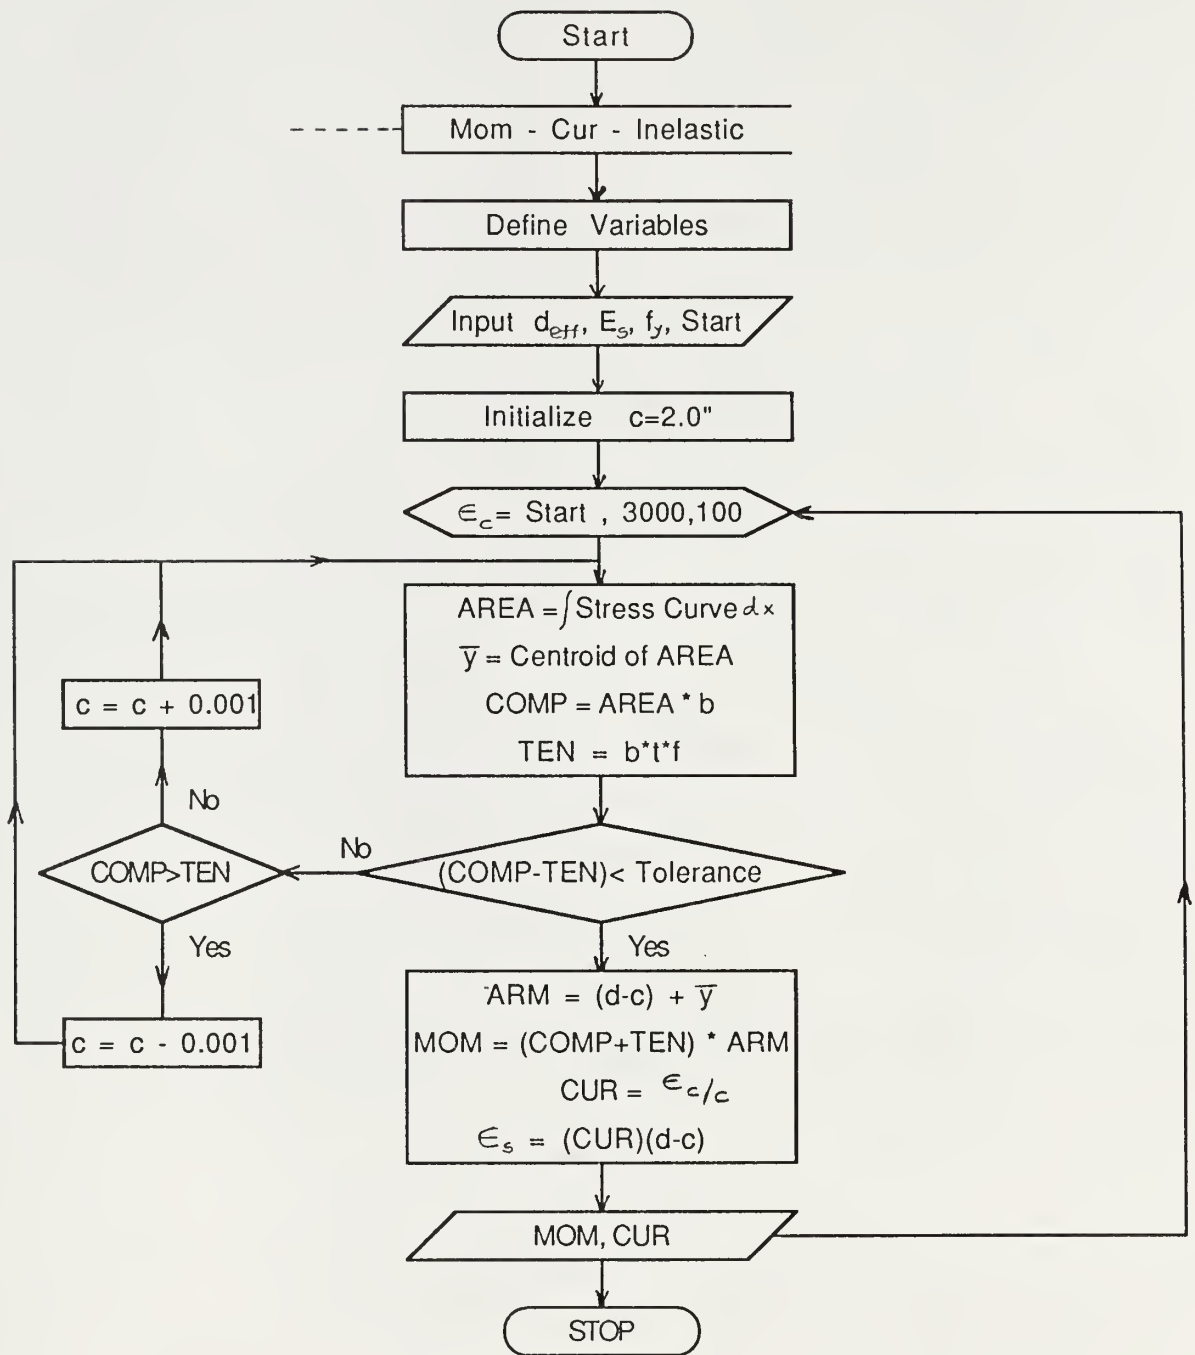 Start
Mom - Cur - Inelastic
Define Variables
Input d_eff, E_s, f_y, Start
Initialize c=2.0"
∈_c = Start , 3000,100
AREA = ∫ Stress Curve dx
y̅ = Centroid of AREA
COMP = AREA * b
TEN = b*t*f
c = c + 0.001
No
COMP>TEN
No
(COMP-TEN)< Tolerance
Yes
Yes
c = c - 0.001
ARM = (d-c) + y̅
MOM = (COMP+TEN) * ARM
CUR = ∈_c/c
∈_s = (CUR)(d-c)
MOM, CUR
STOP